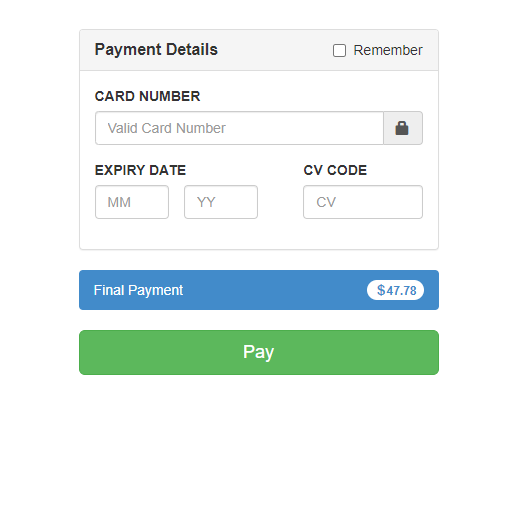 Payment Details Remember
CARD NUMBER
Valid Card Number
EXPIRY DATE CV CODE
MM YY CV
Final Payment $47.78
Pay